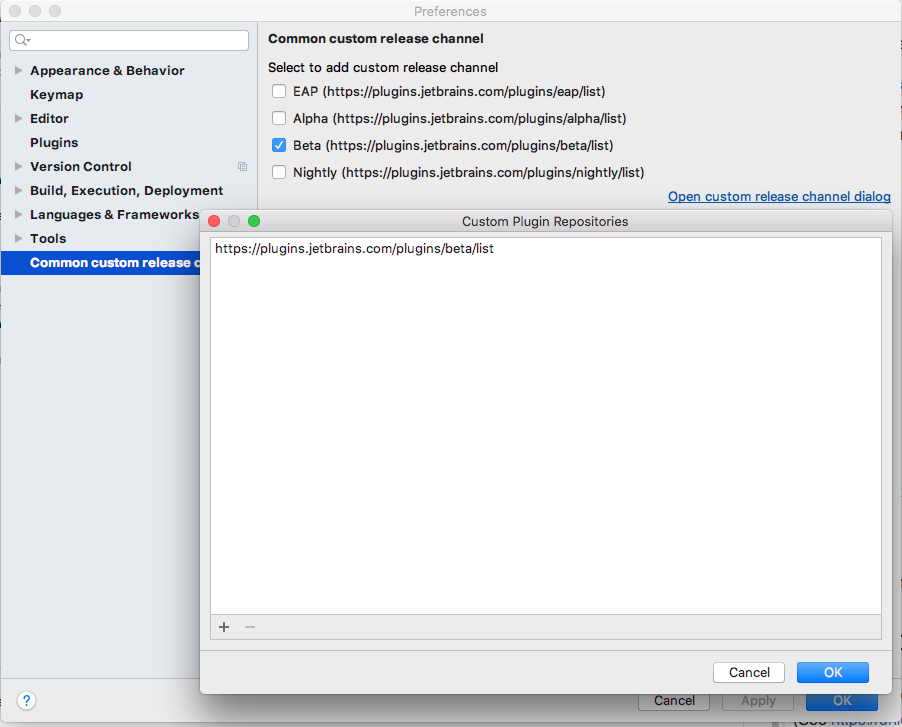 Preferences
Appearance & Behavior
Keymap
Editor
Plugins
Version Control
Build, Execution, Deployment
Languages & Frameworks
Tools
Common custom release c
Common custom release channel
Select to add custom release channel
EAP (https://plugins.jetbrains.com/plugins/eap/list)
Alpha (https://plugins.jetbrains.com/plugins/alpha/list)
Beta (https://plugins.jetbrains.com/plugins/beta/list)
Nightly (https://plugins.jetbrains.com/plugins/nightly/list)
Open custom release channel dialog
Custom Plugin Repositories
https://plugins.jetbrains.com/plugins/beta/list
+ −
Cancel OK
? Cancel Apply OK